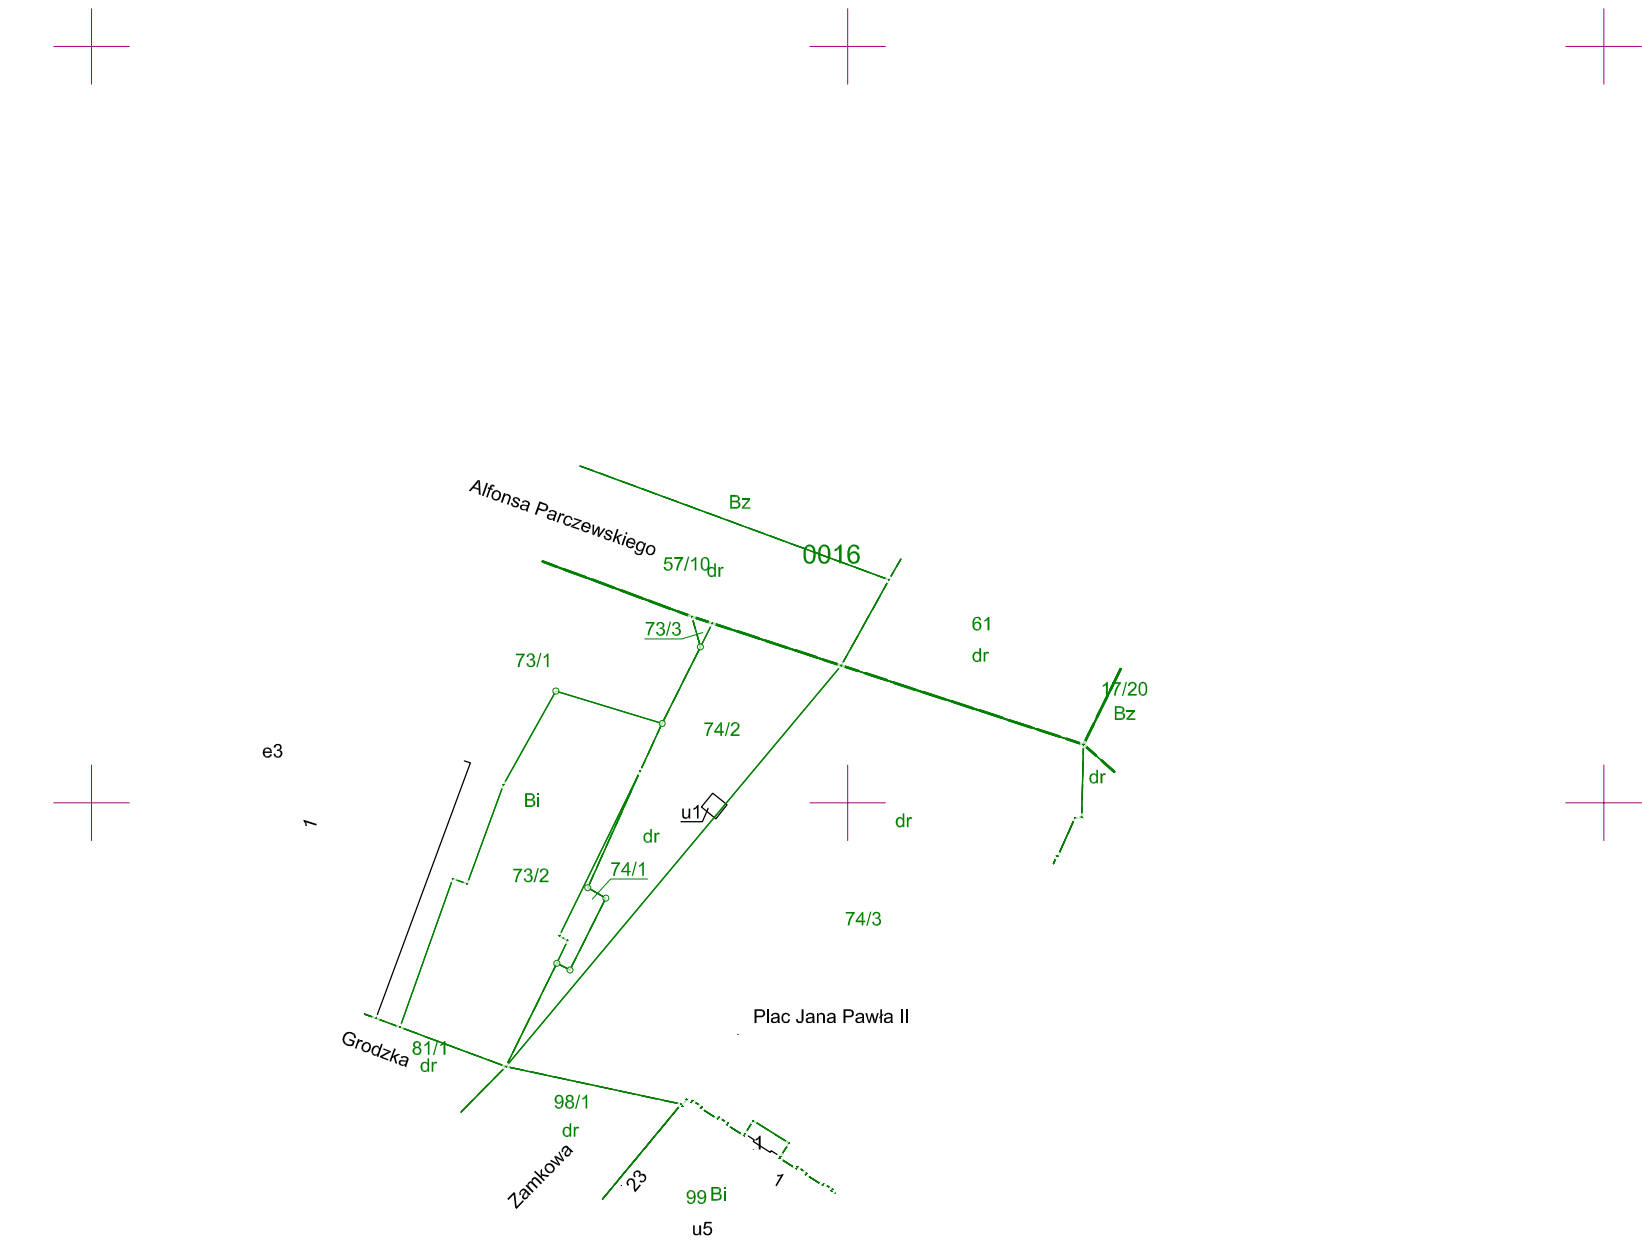 Bz
Alfonsa Parczewskiego
0016
57/10
dr
61
73/3
dr
73/1
17/20
Bz
74/2
e3
dr
Bi
u1
dr
1
dr
74/1
73/2
74/3
Plac Jana Pawła II
Grodzka
81/1
dr
98/1
dr
Zamkowa
23
1
99
Bi
u5